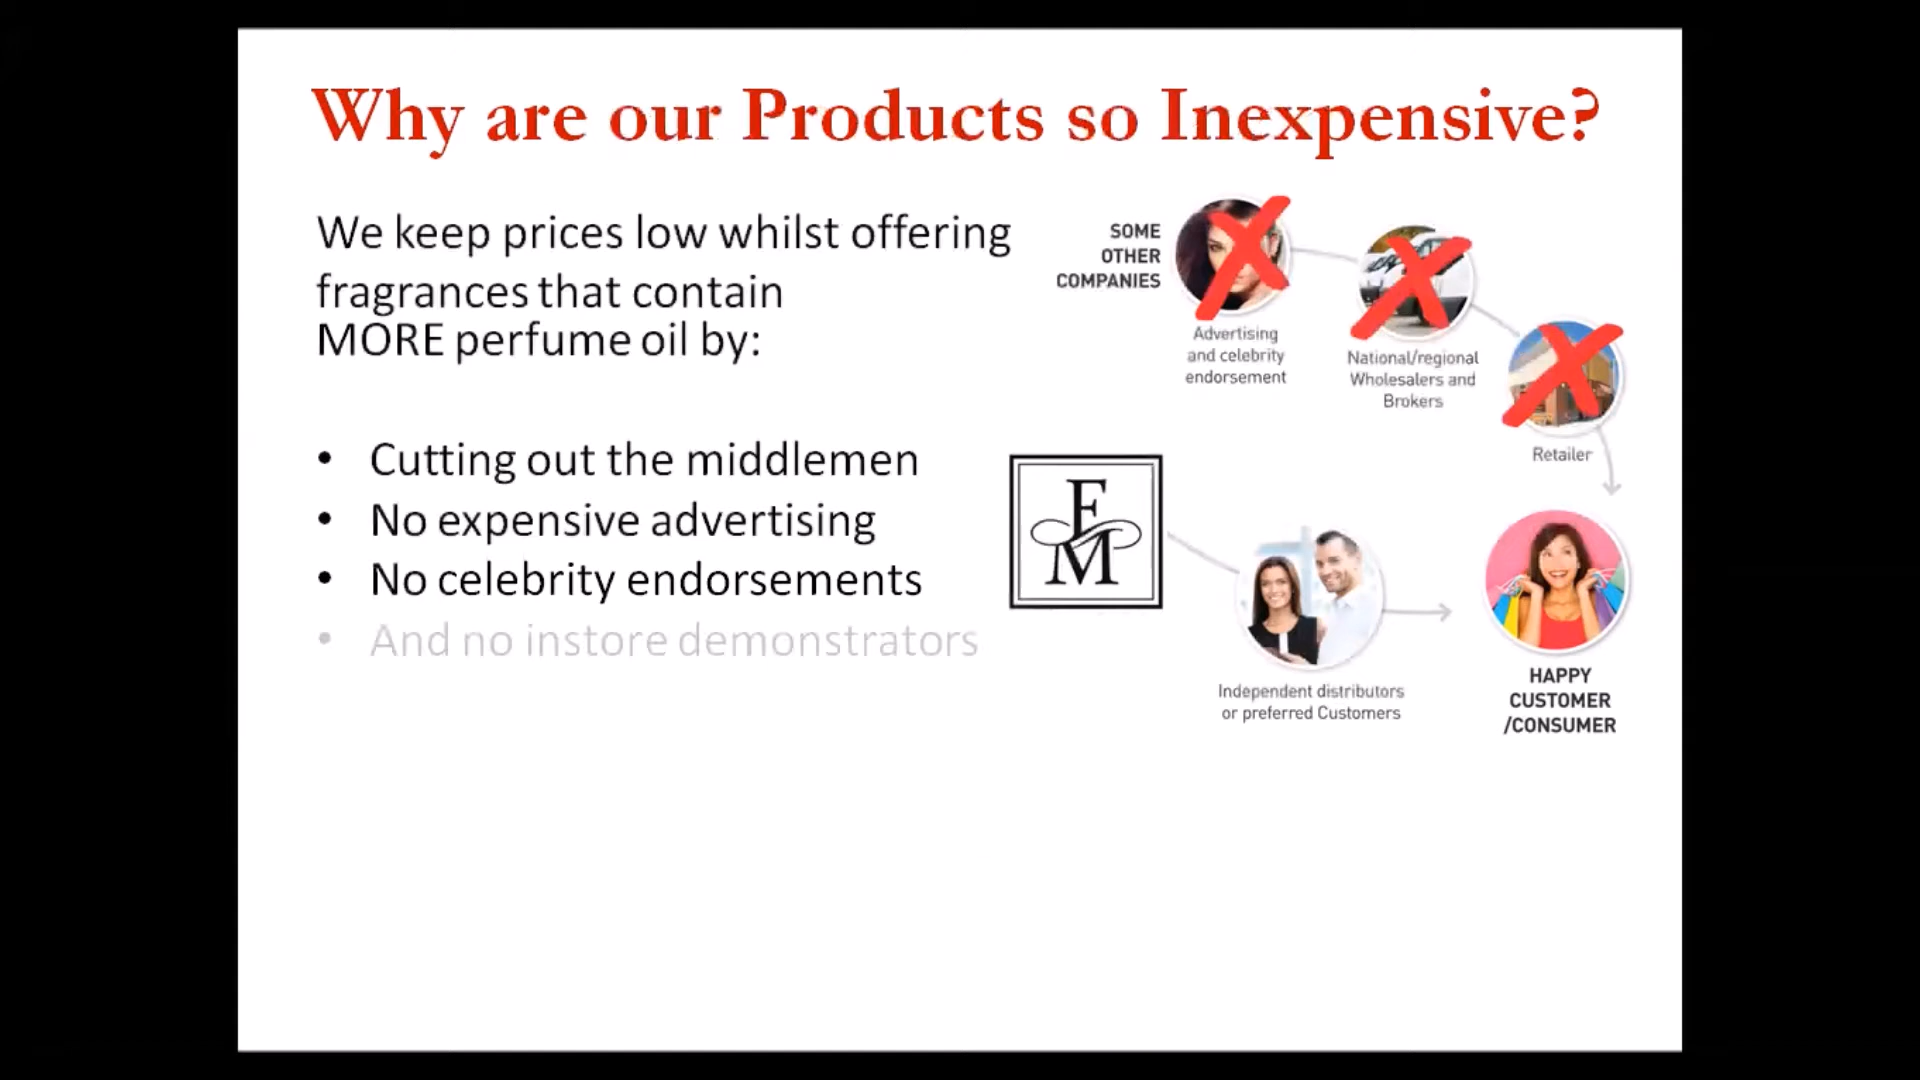 Why are our Products so Inexpensive?
We keep prices low whilst offering
fragrances that contain
MORE perfume oil by:
• Cutting out the middlemen
• No expensive advertising
• No celebrity endorsements
• And no instore demonstrators
SOME
OTHER
COMPANIES
Advertising
and celebrity
endorsement
National/regional
Wholesalers and
Brokers
Retailer
FM
Independent distributors
or preferred Customers
HAPPY
CUSTOMER
/CONSUMER